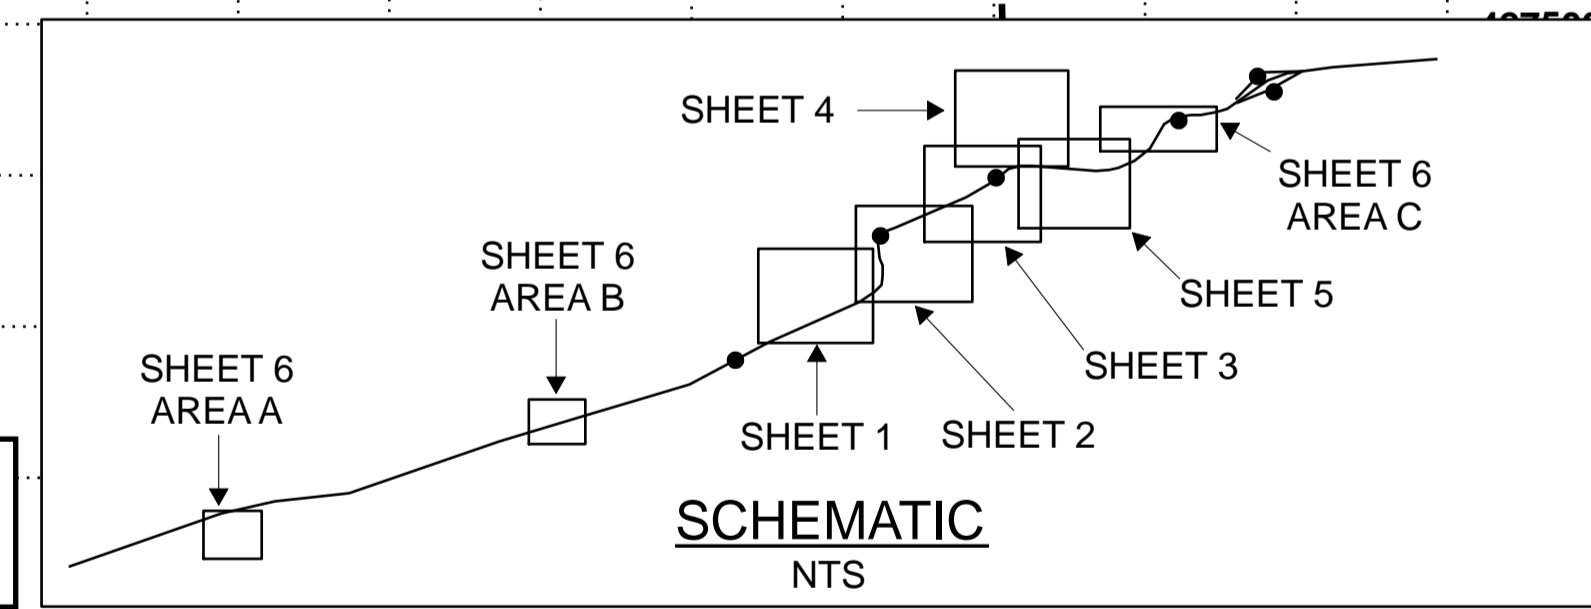 SHEET 4
SHEET 6
AREA C
SHEET 6
AREA B
SHEET 5
SHEET 3
SHEET 6
AREA A
SHEET 1
SHEET 2
SCHEMATIC
NTS